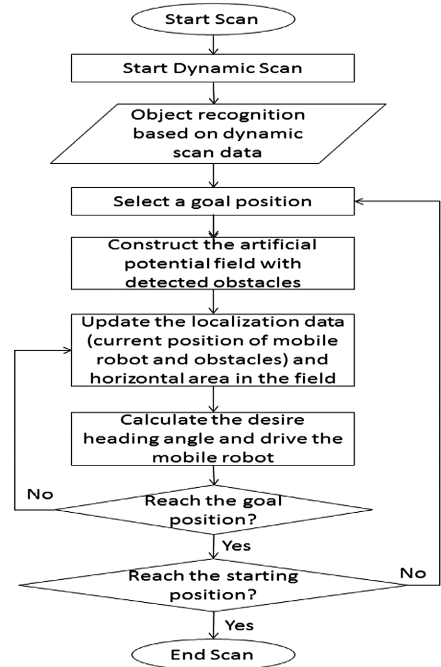 Start Scan
Start Dynamic Scan
Object recognition
based on dynamic
scan data
Select a goal position
Construct the artificial
potential field with
detected obstacles
Update the localization data
(current position of mobile
robot and obstacles) and
horizontal area in the field
Calculate the desire
heading angle and drive the
mobile robot
No
Reach the goal
position?
Yes
Reach the starting
position?
No
Yes
End Scan